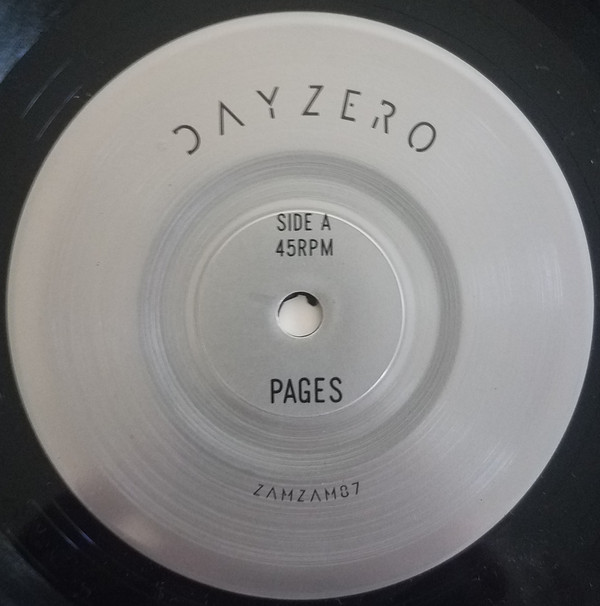 DAYZERO
SIDE A
45RPM
PAGES
ZAMZAM87